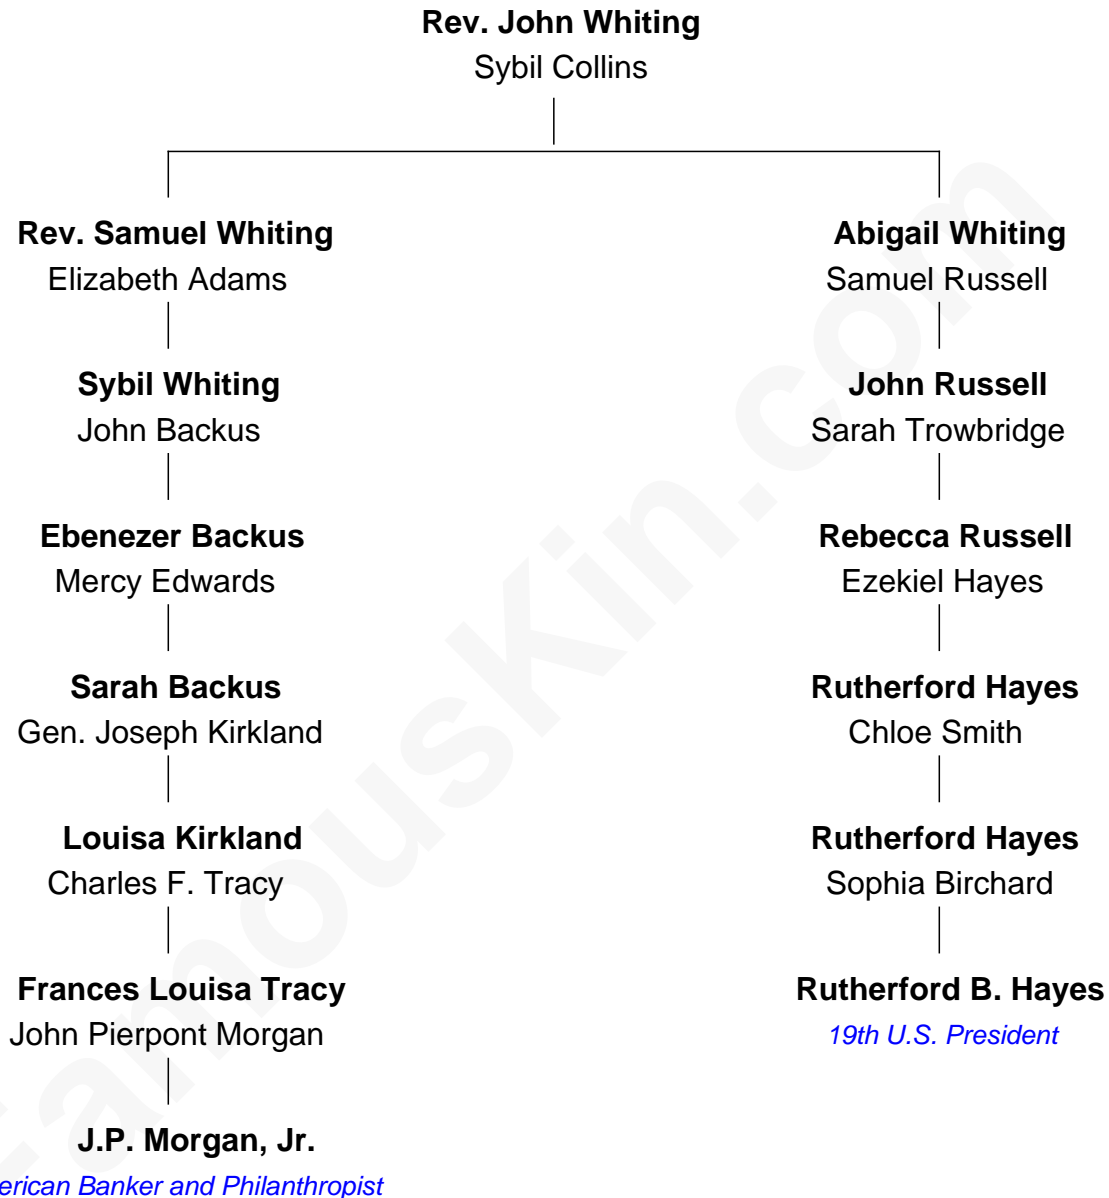 Rev. John Whiting
Sybil Collins
Rev. Samuel Whiting
Elizabeth Adams
Abigail Whiting
Samuel Russell
Sybil Whiting
John Backus
John Russell
Sarah Trowbridge
Ebenezer Backus
Mercy Edwards
Rebecca Russell
Ezekiel Hayes
Sarah Backus
Gen. Joseph Kirkland
Rutherford Hayes
Chloe Smith
Louisa Kirkland
Charles F. Tracy
Rutherford Hayes
Sophia Birchard
Frances Louisa Tracy
John Pierpont Morgan
Rutherford B. Hayes
19th U.S. President
J.P. Morgan, Jr.
erican Banker and Philanthropist
FamousKin.com